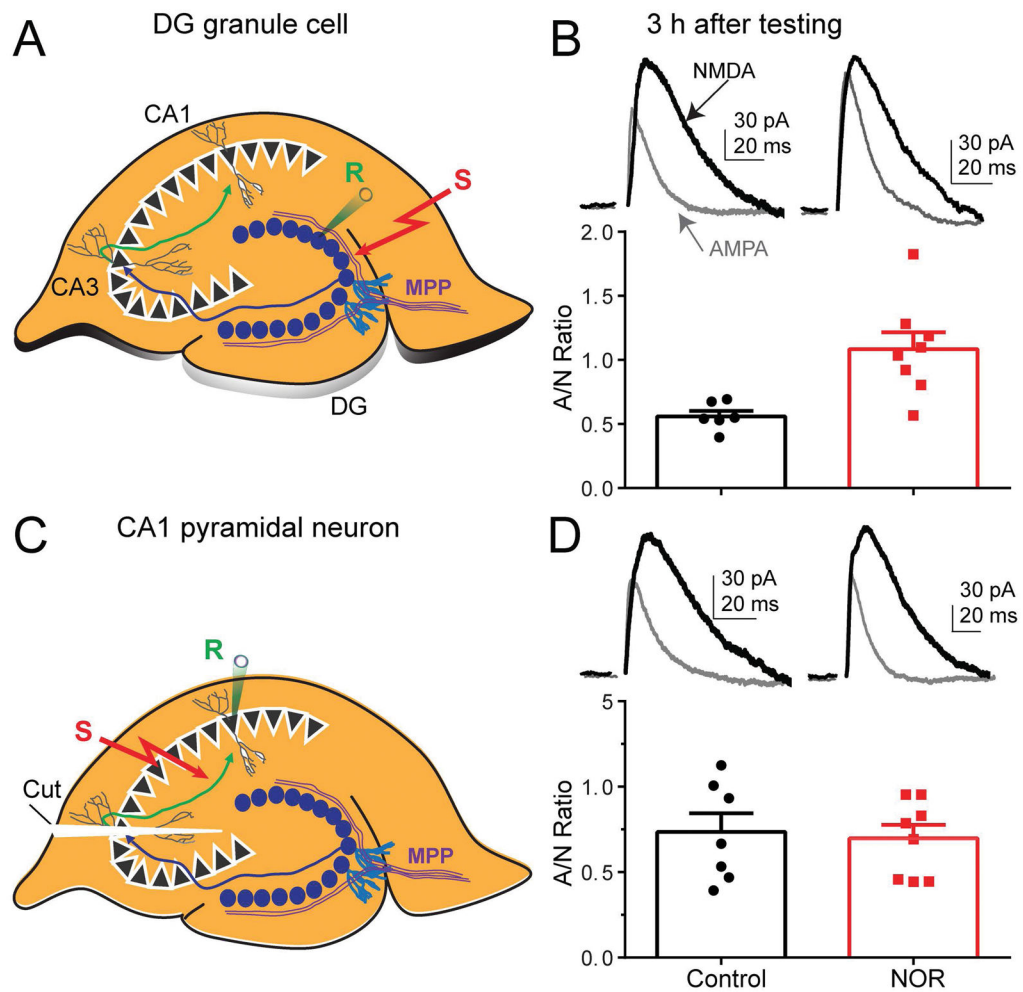 A
DG granule cell
CA1
R
S
CA3
MPP
DG
B
3 h after testing
NMDA
30 pA
20 ms
30 pA
20 ms
AMPA
2.0
1.5
1.0
0.5
0.0
A/N Ratio
C
CA1 pyramidal neuron
R
S
Cut
MPP
D
30 pA
20 ms
30 pA
20 ms
5
1.0
0.5
0.0
A/N Ratio
Control
NOR